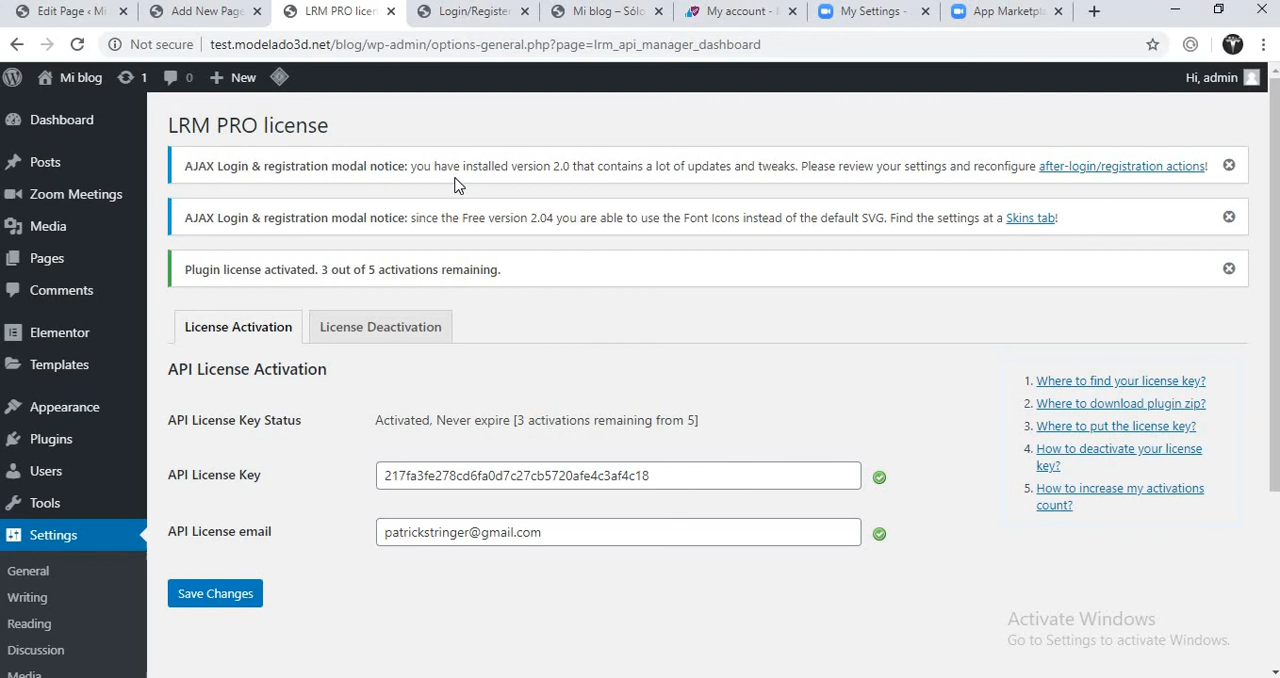 Edit Page ‹ Mi
Add New Page
LRM PRO licen
Login/Register
Mi blog – Sólo
My account -
My Settings -
App Marketpla
Not secure
test.modelado3d.net/blog/wp-admin/options-general.php?page=lrm_api_manager_dashboard
Mi blog
1
0
New
Hi, admin
Dashboard
Posts
Zoom Meetings
Media
Pages
Comments
Elementor
Templates
Appearance
Plugins
Users
Tools
Settings
General
Writing
Reading
Discussion
Media
LRM PRO license
AJAX Login & registration modal notice: you have installed version 2.0 that contains a lot of updates and tweaks. Please review your settings and reconfigure after-login/registration actions!
AJAX Login & registration modal notice: since the Free version 2.04 you are able to use the Font Icons instead of the default SVG. Find the settings at a Skins tab!
Plugin license activated. 3 out of 5 activations remaining.
License Activation
License Deactivation
API License Activation
API License Key Status
Activated, Never expire [3 activations remaining from 5]
API License Key
217fa3fe278cd6fa0d7c27cb5720afe4c3af4c18
API License email
patrickstringer@gmail.com
Save Changes
1. Where to find your license key?
2. Where to download plugin zip?
3. Where to put the license key?
4. How to deactivate your license
key?
5. How to increase my activations
count?
Activate Windows
Go to Settings to activate Windows.